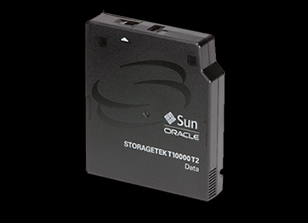 Sun
ORACLE
STORAGETEK T10000 T2
Data